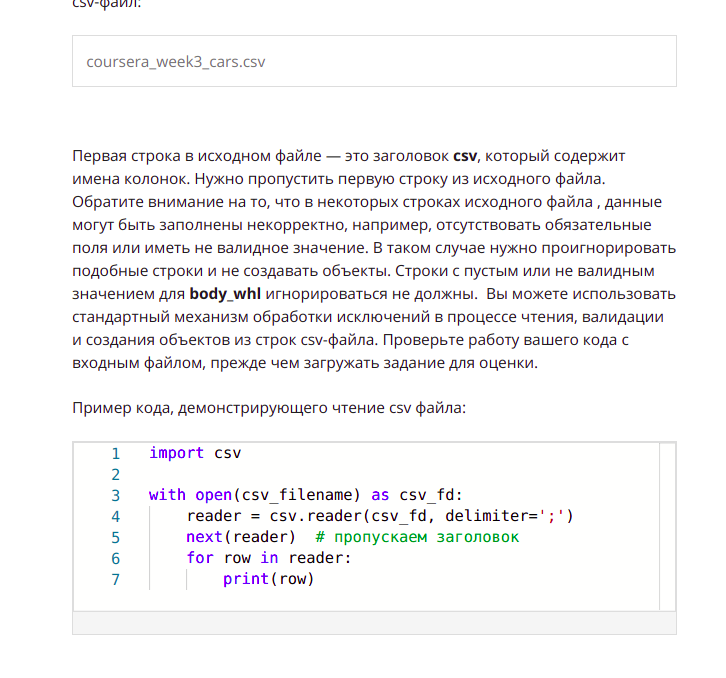 csv-файл:
coursera_week3_cars.csv
Первая строка в исходном файле — это заголовок csv, который содержит
имена колонок. Нужно пропустить первую строку из исходного файла.
Обратите внимание на то, что в некоторых строках исходного файла , данные
могут быть заполнены некорректно, например, отсутствовать обязательные
поля или иметь не валидное значение. В таком случае нужно проигнорировать
подобные строки и не создавать объекты. Строки с пустым или не валидным
значением для body_whl игнорироваться не должны.  Вы можете использовать
стандартный механизм обработки исключений в процессе чтения, валидации
и создания объектов из строк csv-файла. Проверьте работу вашего кода с
входным файлом, прежде чем загружать задание для оценки.
Пример кода, демонстрирующего чтение csv файла:
1 import csv
2
3 with open(csv_filename) as csv_fd:
4     reader = csv.reader(csv_fd, delimiter=';')
5     next(reader)  # пропускаем заголовок
6     for row in reader:
7         print(row)